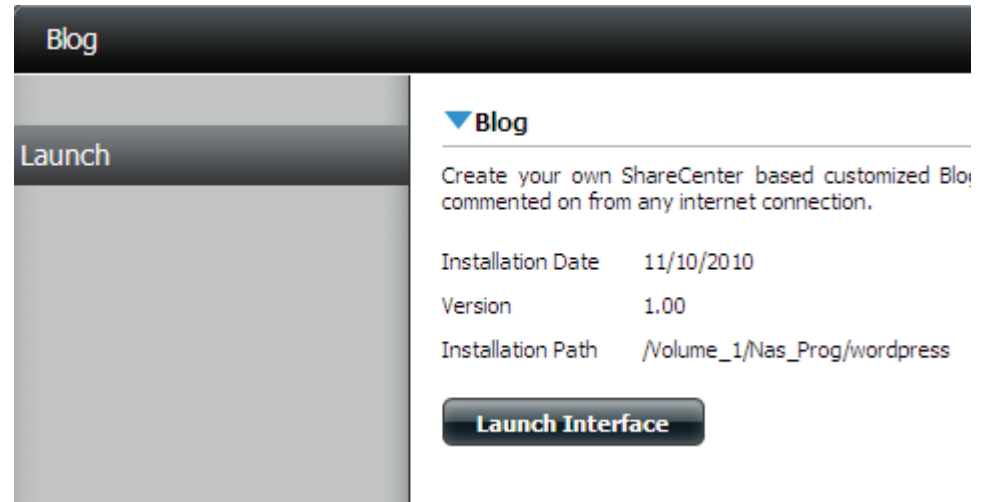 Blog
Launch
Blog
Create your own ShareCenter based customized
commented on from any internet connection.
Installation Date 11/10/2010
Version 1.00
Installation Path /Volume_1/Nas_Prog/wordpress
Launch Interface